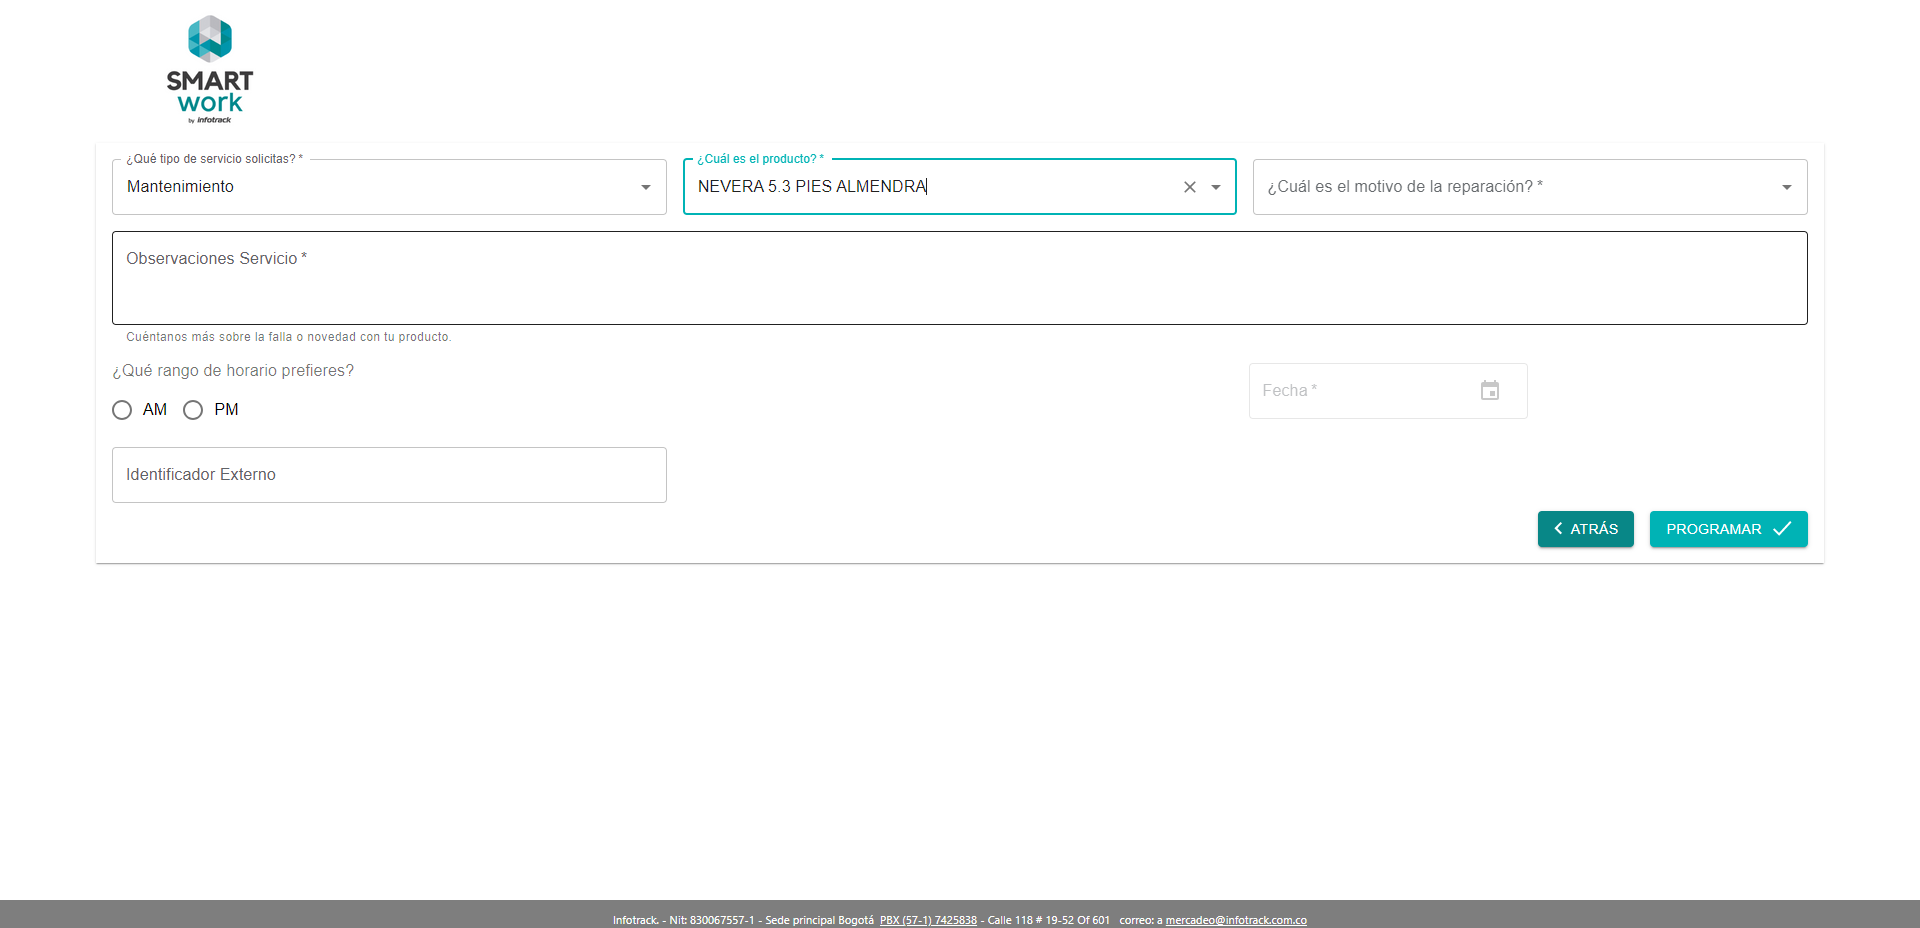 SMART
work
by infotrack
¿Qué tipo de servicio solicitas? *
Mantenimiento
¿Cuál es el producto? *
NEVERA 5.3 PIES ALMENDRA
¿Cuál es el motivo de la reparación? *
Observaciones Servicio *
Cuéntanos más sobre la falla o novedad con tu producto.
¿Qué rango de horario prefieres?
AM PM
Fecha *
Identificador Externo
ATRÁS
PROGRAMAR
Infotrack. - Nit: 830067557-1 - Sede principal Bogotá PBX (57-1) 7425838 - Calle 118 # 19-52 Of 601 correo: a mercadeo@infotrack.com.co